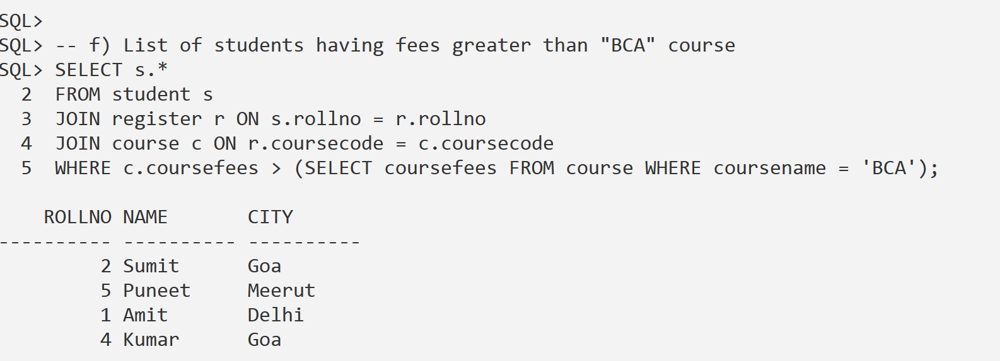 SQL>
SQL> -- f) List of students having fees greater than "BCA" course
SQL> SELECT s.*
  2  FROM student s
  3  JOIN register r ON s.rollno = r.rollno
  4  JOIN course c ON r.coursecode = c.coursecode
  5  WHERE c.coursefees > (SELECT coursefees FROM course WHERE coursename = 'BCA');

    ROLLNO NAME       CITY
---------- ---------- ----------
         2 Sumit      Goa
         5 Puneet     Meerut
         1 Amit       Delhi
         4 Kumar      Goa